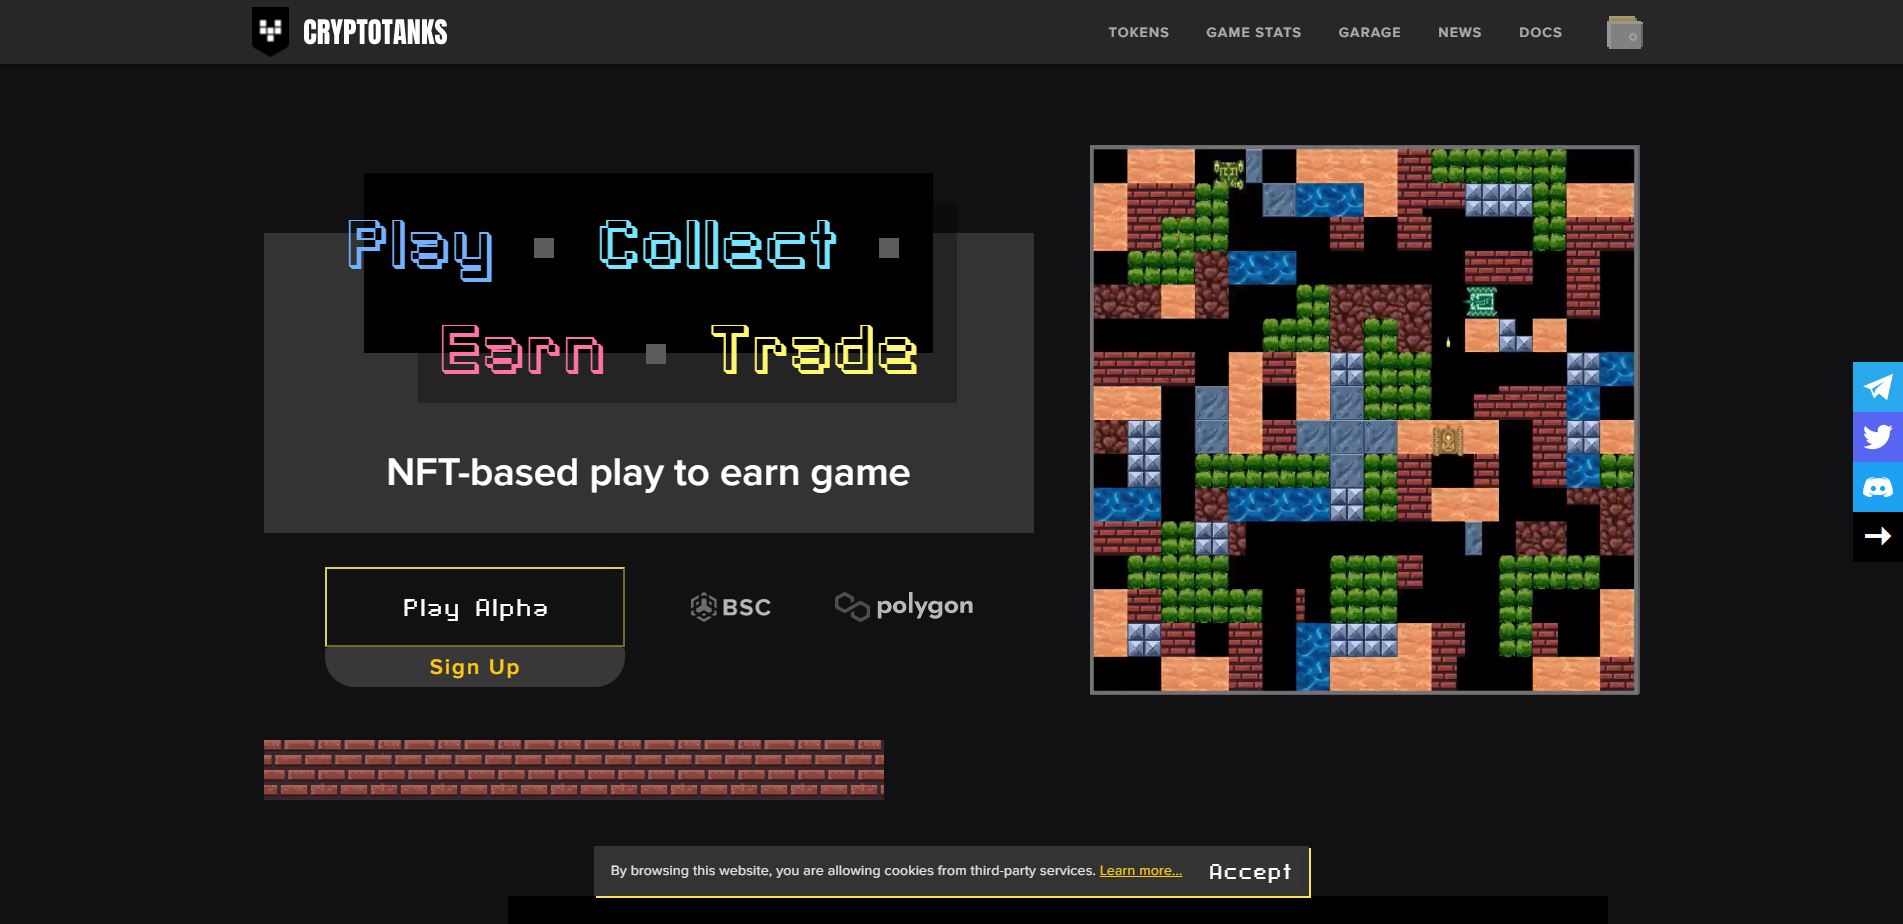 CRYPTOTANKS
TOKENS GAME STATS GARAGE NEWS DOCS
Play Collect
Earn Trade
NFT-based play to earn game
Play Alpha
BSC polygon
Sign Up
By browsing this website, you are allowing cookies from third-party services. Learn more... Accept